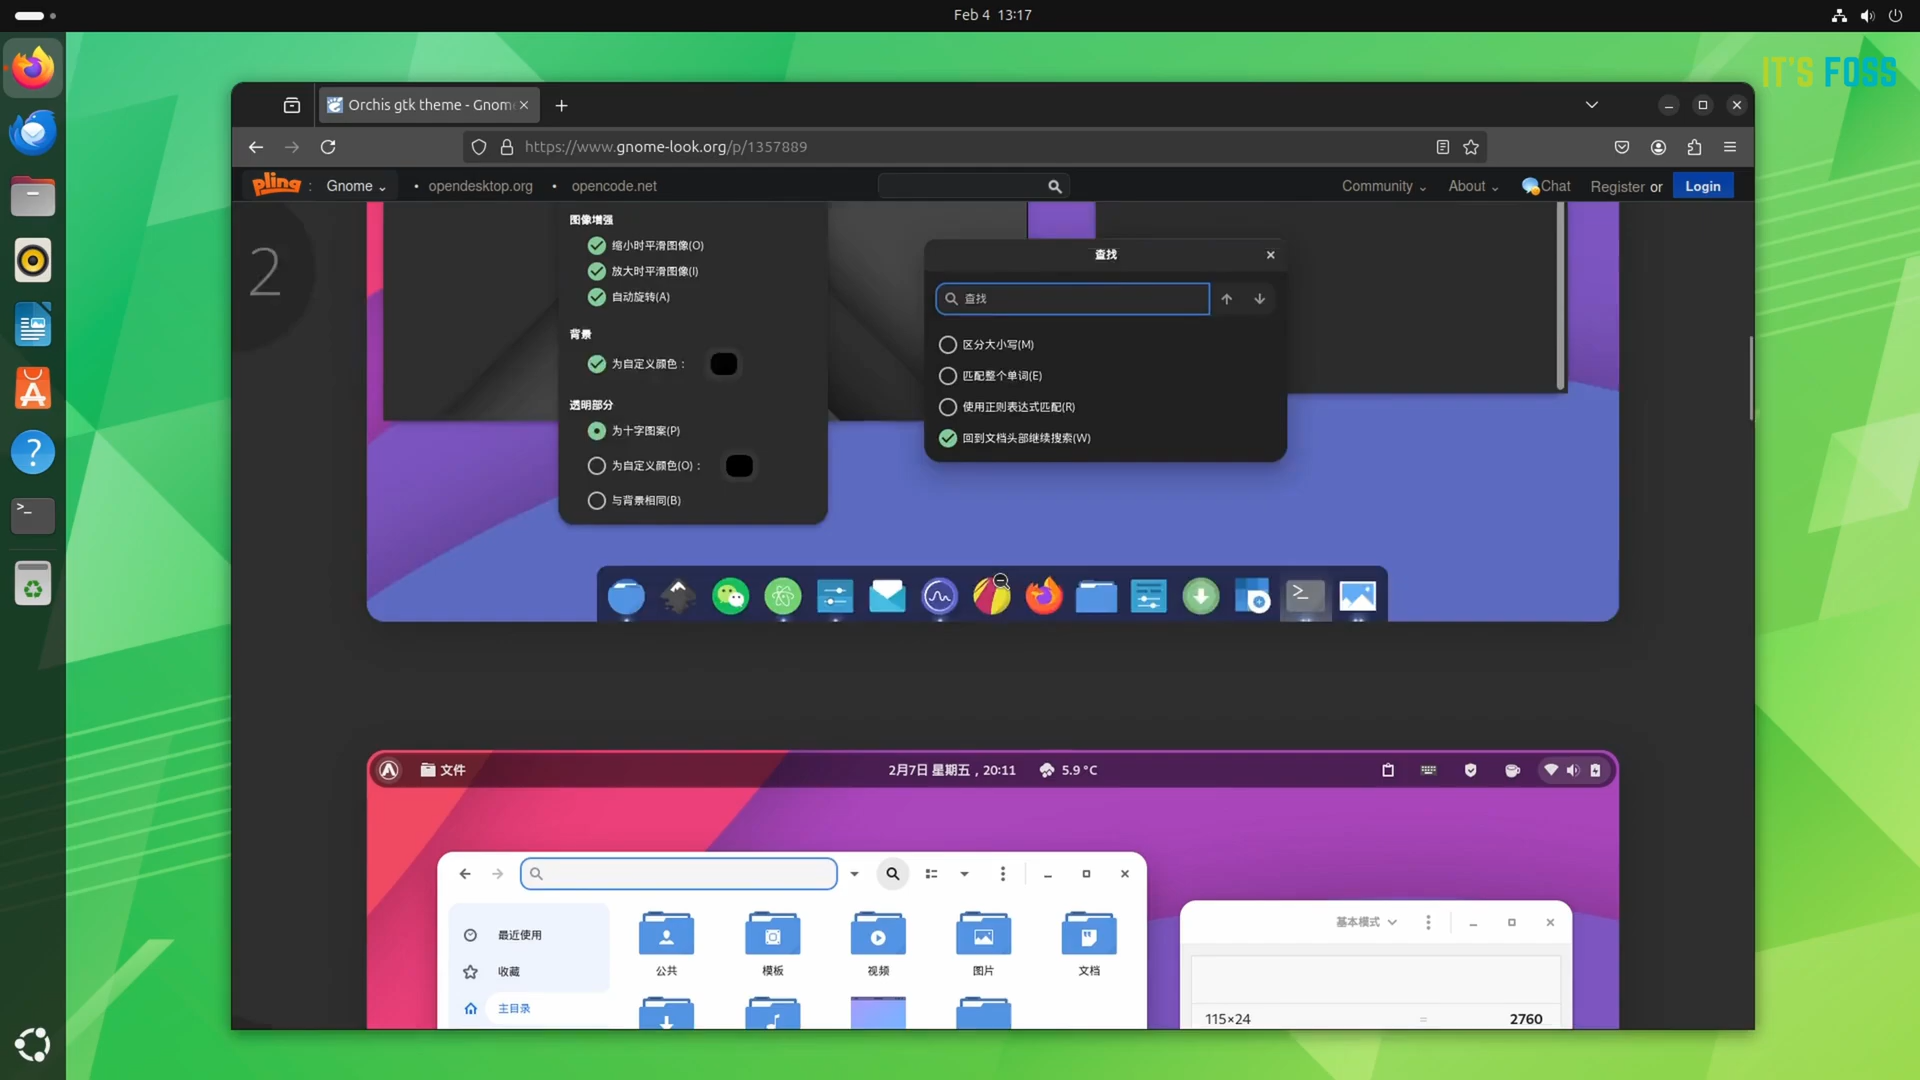 Feb 4 13:17
IT'S FOSS
Orchis gtk theme - Gnom
https://www.gnome-look.org/p/1357889
pling :
Gnome
• opendesktop.org
• opencode.net
Community
About
Chat
Register or
Login
2
图像增强
缩小时平滑图像(O)
放大时平滑图像(I)
自动旋转(A)
背景
为自定义颜色：
透明部分
为十字图案(P)
为自定义颜色(O)：
与背景相同(B)
查找
查找
区分大小写(M)
匹配整个单词(E)
使用正则表达式匹配(R)
回到文档头部继续搜索(W)
文件
2月7日 星期五，20:11
5.9 °C
最近使用
收藏
主目录
公共
模板
视频
图片
文档
基本模式
115×24 = 2760